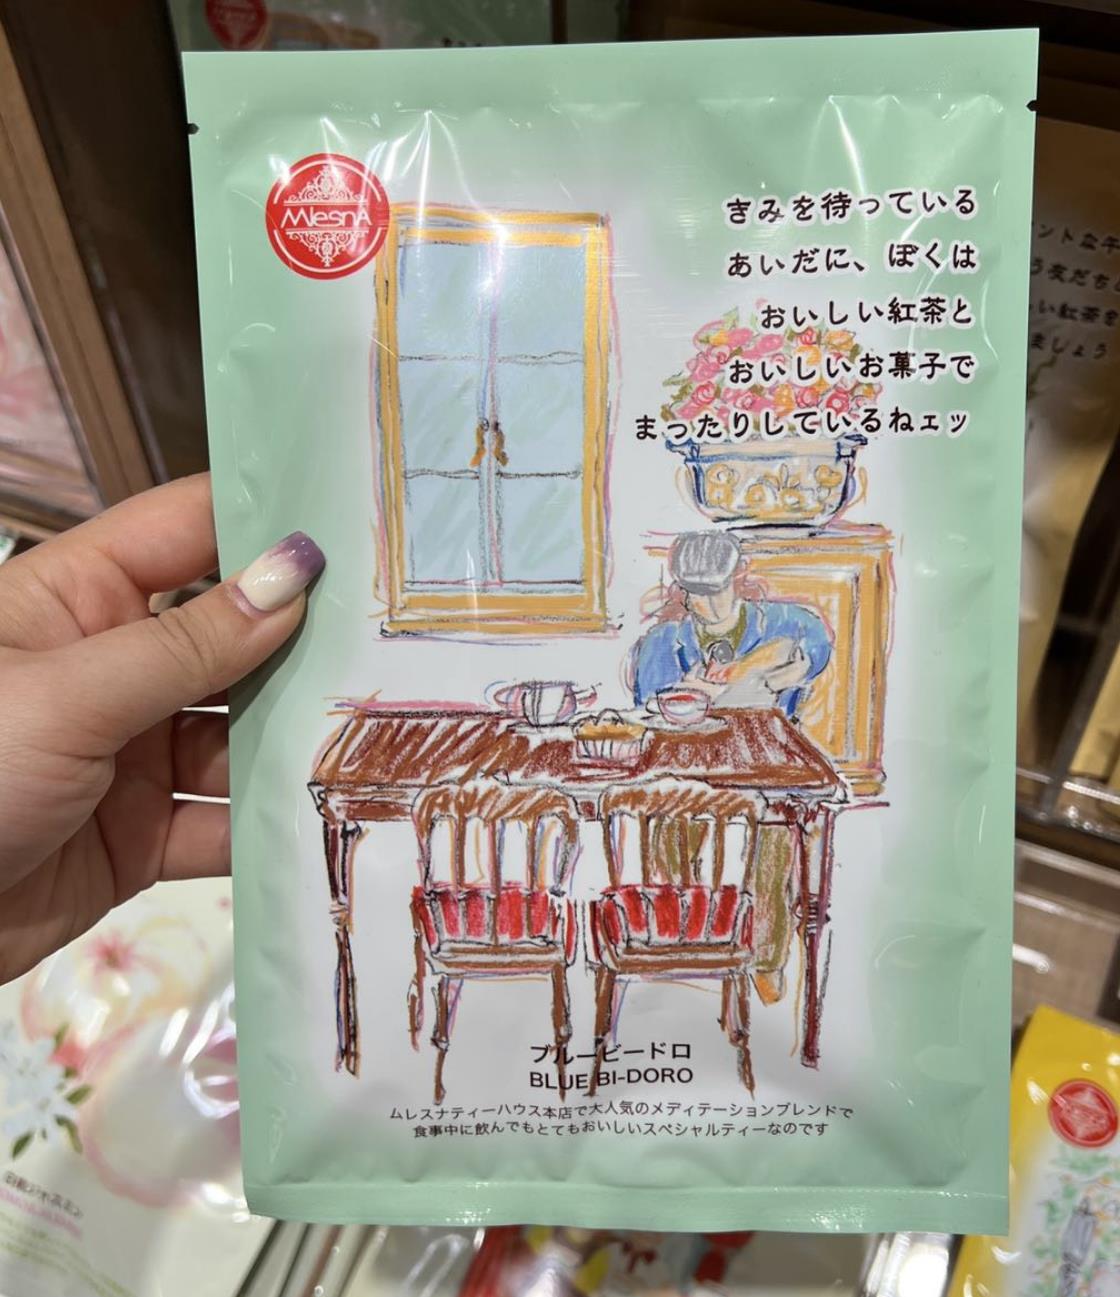 MlesnA
きみを待っている
あいだに、ぼくは
おいしい紅茶と
おいしいお菓子で
まったりしているねェッ
ブルービードロ
BLUE BI-DORO
ムレスナティーハウス本店で大人気のメディテーションブレンドで
食事中に飲んでもとてもおいしいスペシャルティーなのです